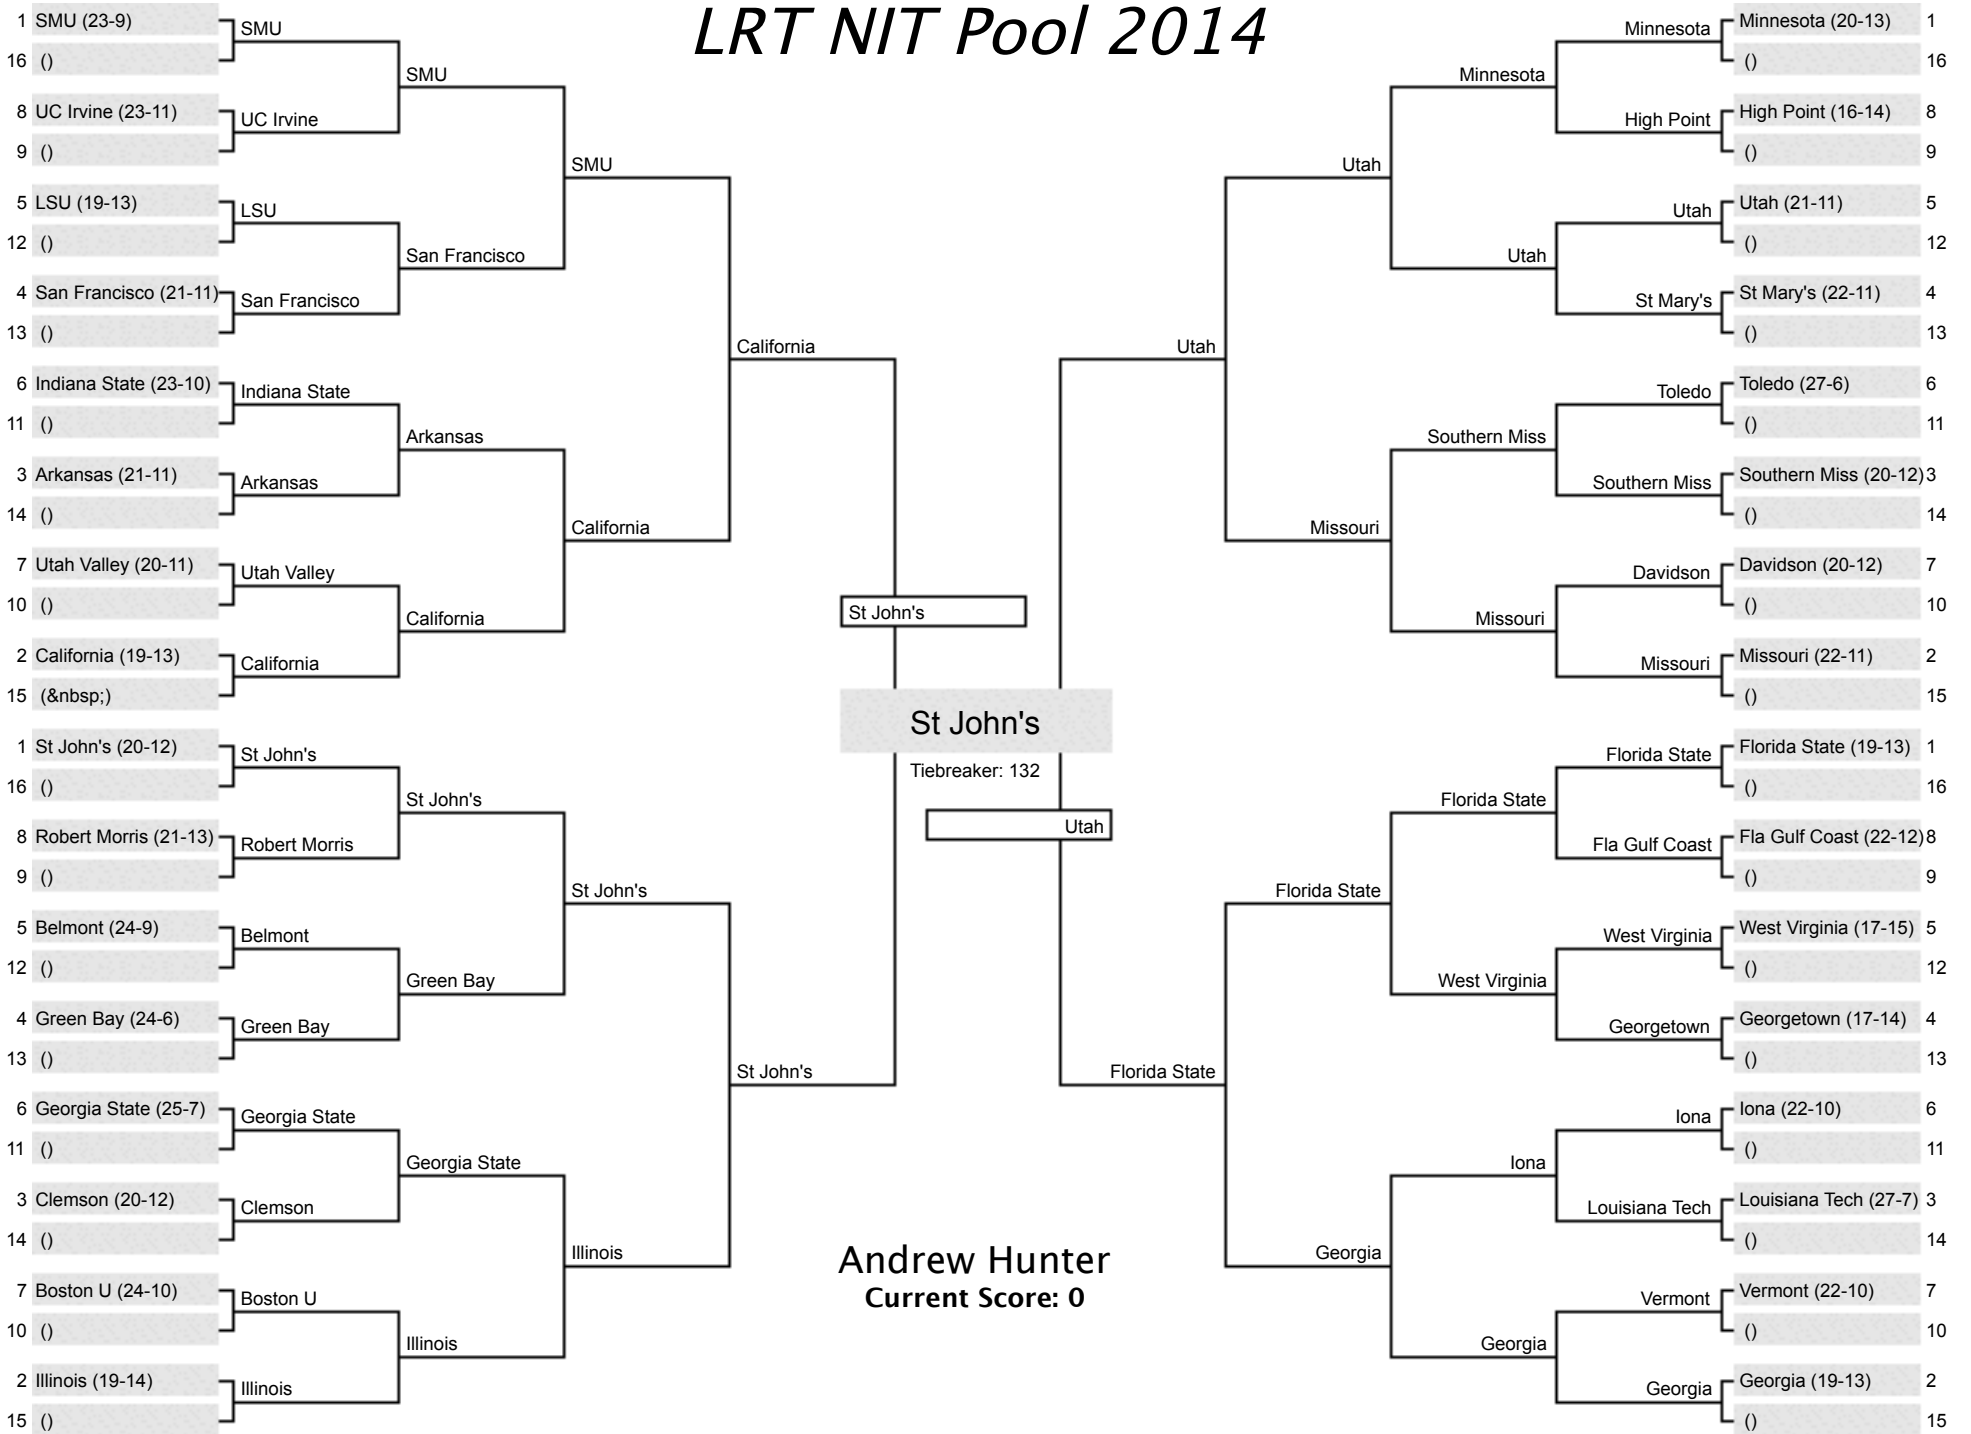 LRT NIT Pool 2014
1 SMU (23-9)
16 ()
8 UC Irvine (23-11)
9 ()
5 LSU (19-13)
12 ()
4 San Francisco (21-11)
13 ()
6 Indiana State (23-10)
11 ()
3 Arkansas (21-11)
14 ()
7 Utah Valley (20-11)
10 ()
2 California (19-13)
15 (&nbsp;)
1 St John's (20-12)
16 ()
8 Robert Morris (21-13)
9 ()
5 Belmont (24-9)
12 ()
4 Green Bay (24-6)
13 ()
6 Georgia State (25-7)
11 ()
3 Clemson (20-12)
14 ()
7 Boston U (24-10)
10 ()
2 Illinois (19-14)
15 ()
SMU
UC Irvine
LSU
San Francisco
Indiana State
Arkansas
Utah Valley
California
St John's
Robert Morris
Belmont
Green Bay
Georgia State
Clemson
Boston U
Illinois
SMU
San Francisco
Arkansas
California
St John's
Green Bay
Georgia State
Illinois
SMU
California
St John's
Illinois
California
St John's
St John's
St John's
Tiebreaker: 132
Utah
Andrew Hunter
Current Score: 0
Utah
Florida State
Utah
Missouri
Florida State
Georgia
Minnesota
Utah
Southern Miss
Missouri
Florida State
West Virginia
Iona
Georgia
Minnesota
High Point
Utah
St Mary's
Toledo
Southern Miss
Davidson
Missouri
Florida State
Fla Gulf Coast
West Virginia
Georgetown
Iona
Louisiana Tech
Vermont
Georgia
Minnesota (20-13) 1
() 16
High Point (16-14) 8
() 9
Utah (21-11) 5
() 12
St Mary's (22-11) 4
() 13
Toledo (27-6) 6
() 11
Southern Miss (20-12) 3
() 14
Davidson (20-12) 7
() 10
Missouri (22-11) 2
() 15
Florida State (19-13) 1
() 16
Fla Gulf Coast (22-12) 8
() 9
West Virginia (17-15) 5
() 12
Georgetown (17-14) 4
() 13
Iona (22-10) 6
() 11
Louisiana Tech (27-7) 3
() 14
Vermont (22-10) 7
() 10
Georgia (19-13) 2
() 15